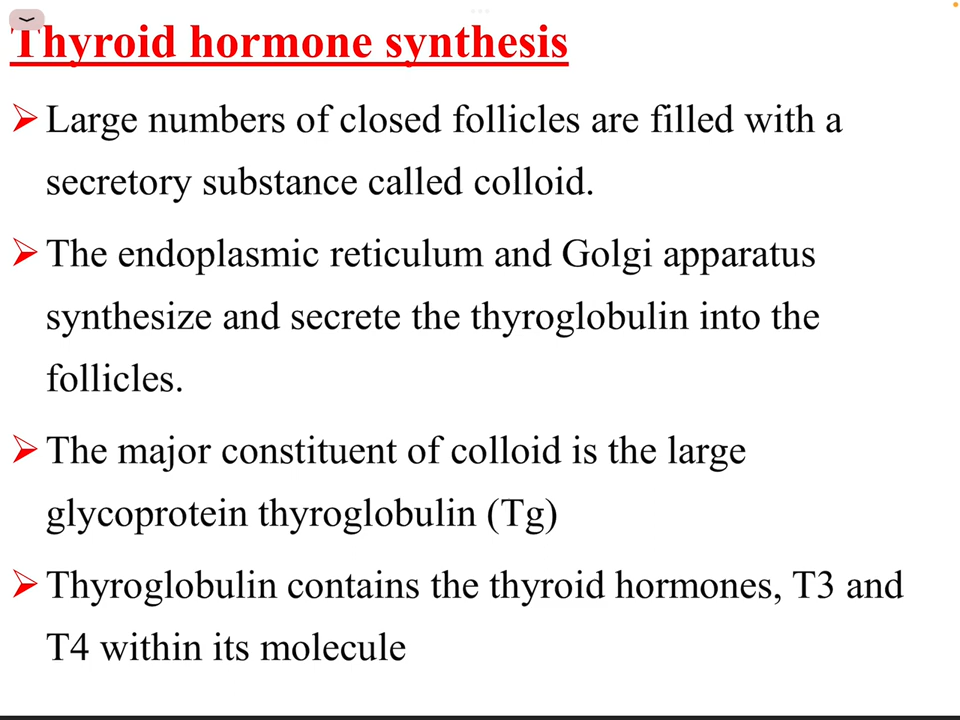 Thyroid hormone synthesis
➢ Large numbers of closed follicles are filled with a
secretory substance called colloid.
➢ The endoplasmic reticulum and Golgi apparatus
synthesize and secrete the thyroglobulin into the
follicles.
➢ The major constituent of colloid is the large
glycoprotein thyroglobulin (Tg)
➢ Thyroglobulin contains the thyroid hormones, T3 and
T4 within its molecule